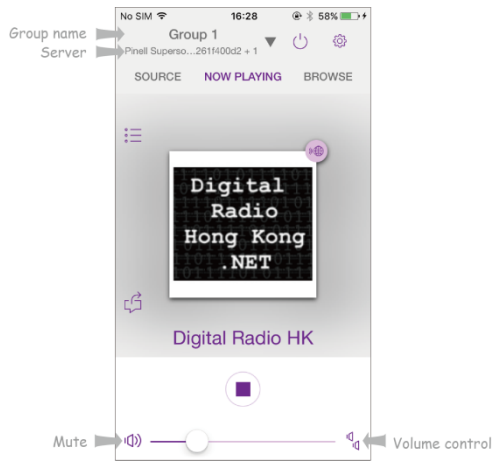 No SIM 16:28 58%
Group name
Group 1
Server
Pinell Superso...261f400d2 + 1
SOURCE NOW PLAYING BROWSE
Digital
Radio
Hong Kong
.NET
Digital Radio HK
Mute
Volume control